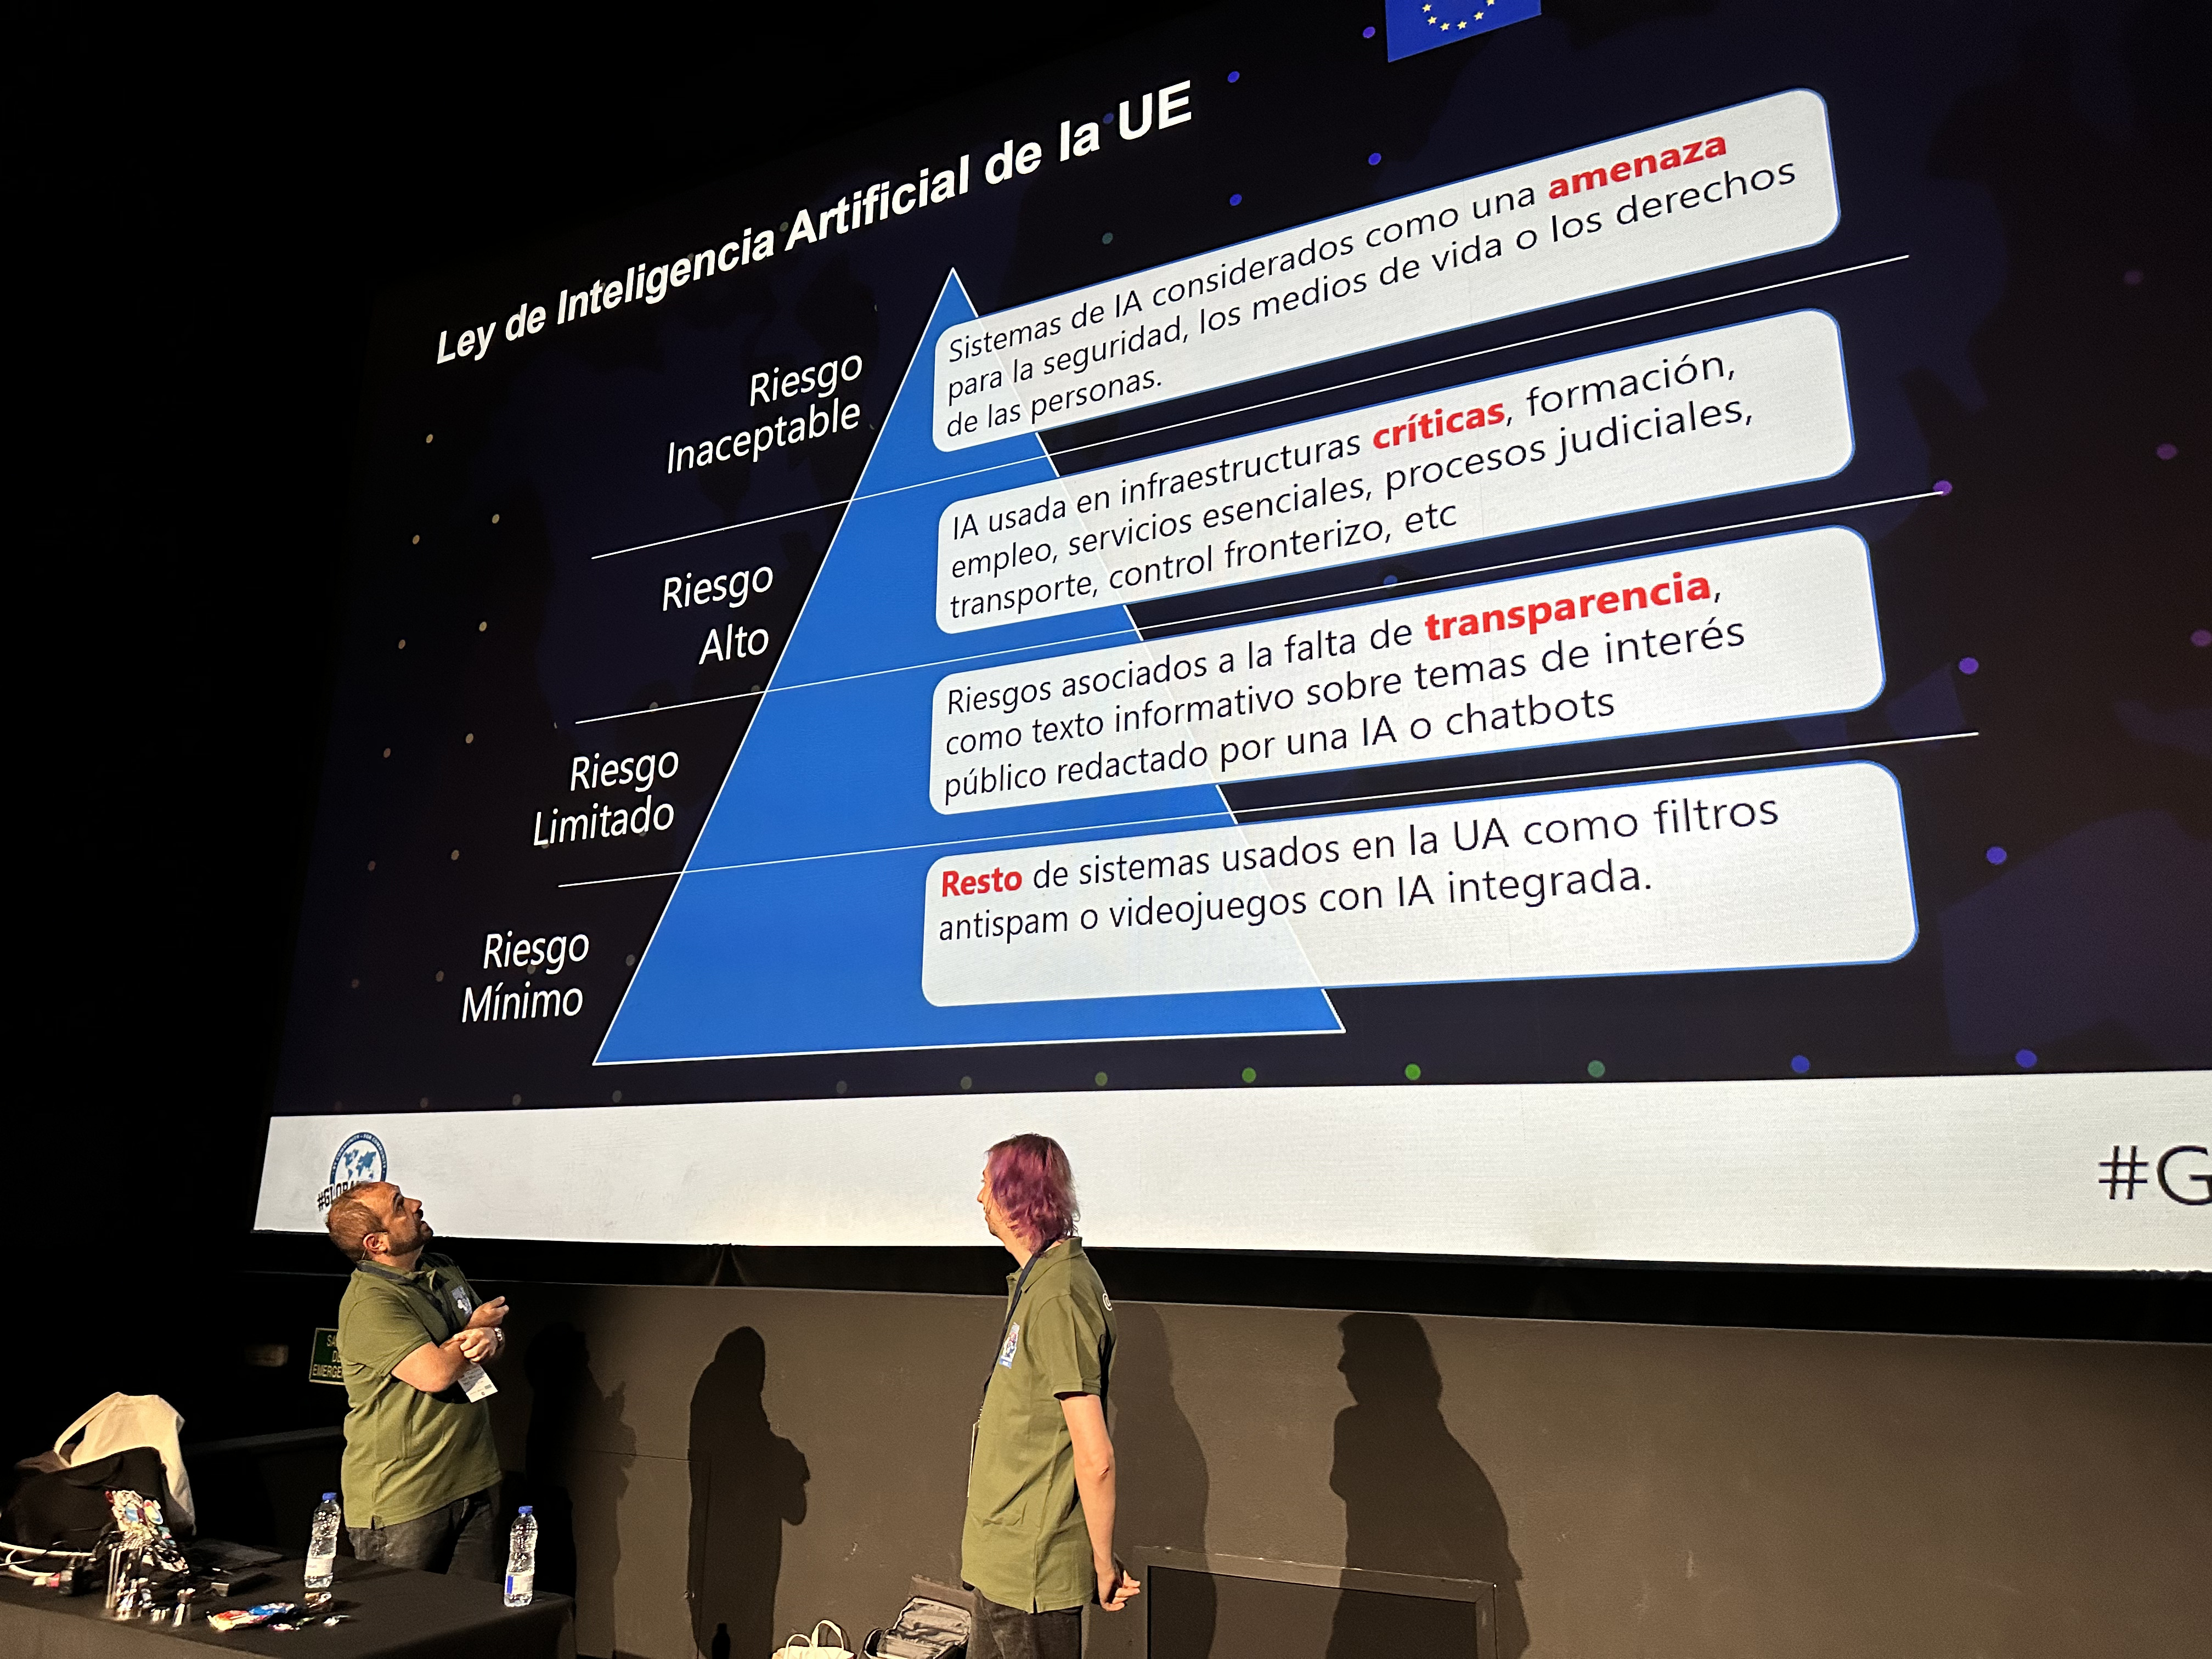 Ley de Inteligencia Artificial de la UE
Riesgo
Inaceptable
Sistemas de IA considerados como una amenaza
para la seguridad, los medios de vida o los derechos
de las personas.
Riesgo
Alto
IA usada en infraestructuras críticas, formación,
empleo, servicios esenciales, procesos judiciales,
transporte, control fronterizo, etc
Riesgo
Limitado
Riesgos asociados a la falta de transparencia,
como texto informativo sobre temas de interés
público redactado por una IA o chatbots
Riesgo
Mínimo
Resto de sistemas usados en la UA como filtros
antispam o videojuegos con IA integrada.
#G